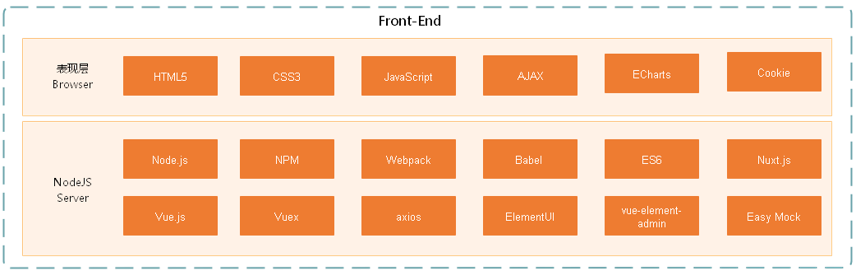 Front-End
表现层
Browser
HTML5
CSS3
JavaScript
AJAX
ECharts
Cookie
NodeJS
Server
Node.js
NPM
Webpack
Babel
ES6
Nuxt.js
Vue.js
Vuex
axios
ElementUI
vue-element-
admin
Easy Mock